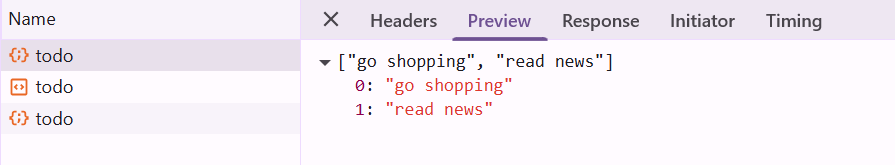 Name
todo
todo
todo
Headers Preview Response Initiator Timing
["go shopping", "read news"]
0: "go shopping"
1: "read news"